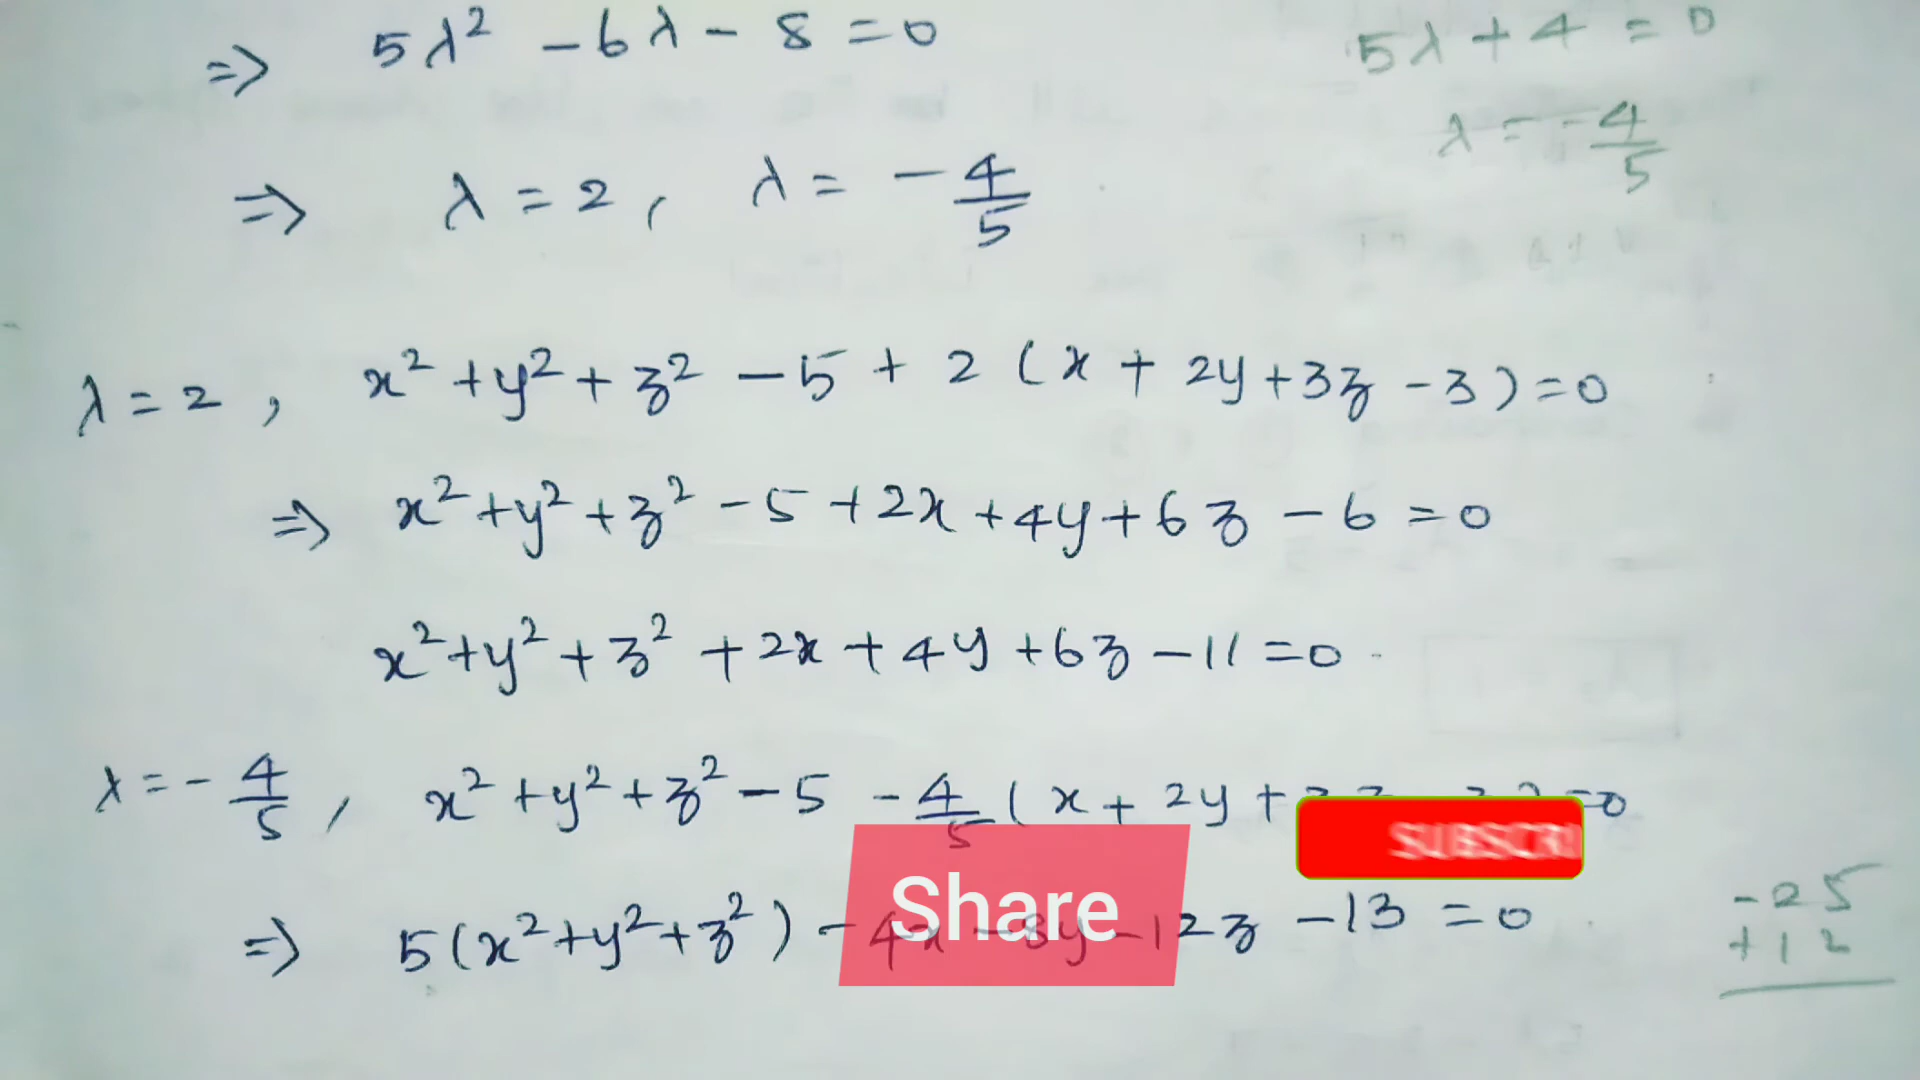 => 5λ² - 6λ - 8 = 0
5λ + 4 = 0
λ = -4/5
=> λ = 2, λ = -4/5
λ = 2, x² + y² + z² - 5 + 2 (x + 2y + 3z - 3) = 0
=> x² + y² + z² - 5 + 2x + 4y + 6z - 6 = 0
x² + y² + z² + 2x + 4y + 6z - 11 = 0.
λ = -4/5, x² + y² + z² - 5 - 4/5 (x + 2y + = 0
=> 5(x² + y² + z²) - 4x - 8y - 12z - 13 = 0
Share
-25
+12